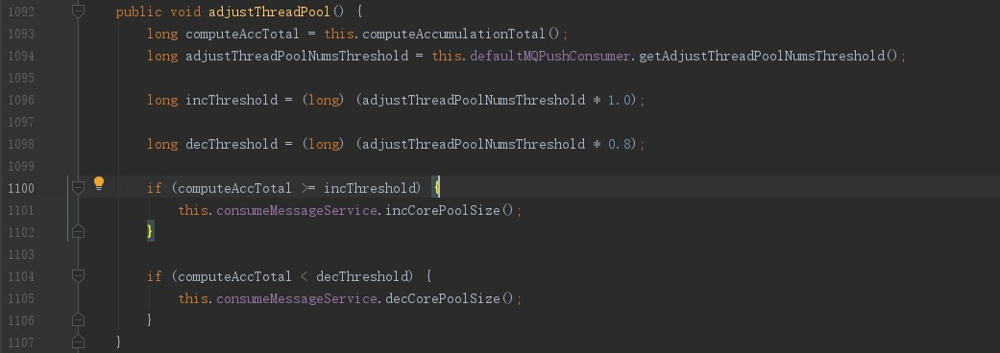 1092 public void adjustThreadPool() {
1093 long computeAccTotal = this.computeAccumulationTotal();
1094 long adjustThreadPoolNumsThreshold = this.defaultMQPushConsumer.getAdjustThreadPoolNumsThreshold();
1095
1096 long incThreshold = (long) (adjustThreadPoolNumsThreshold * 1.0);
1097
1098 long decThreshold = (long) (adjustThreadPoolNumsThreshold * 0.8);
1099
1100 if (computeAccTotal >= incThreshold) {
1101 this.consumeMessageService.incCorePoolSize();
1102 }
1103
1104 if (computeAccTotal < decThreshold) {
1105 this.consumeMessageService.decCorePoolSize();
1106 }
1107 }